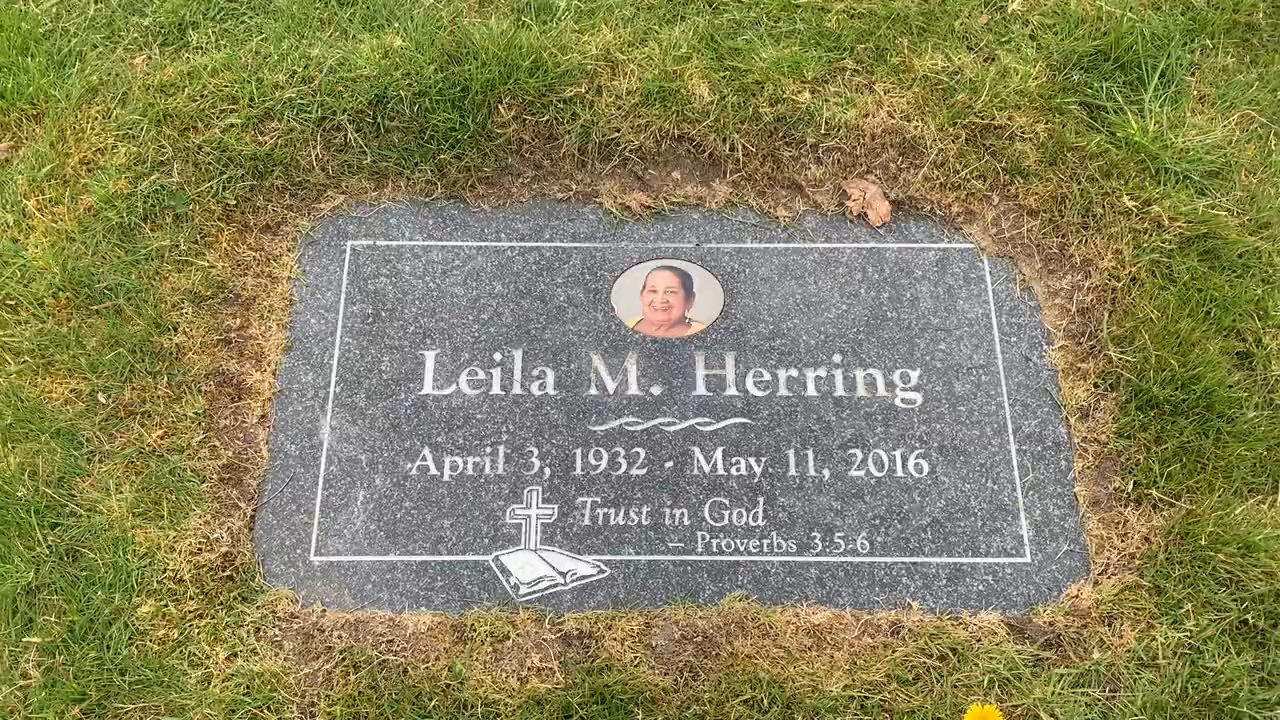 Leila M. Herring
April 3, 1932 - May 11, 2016
Trust in God
– Proverbs 3:5-6